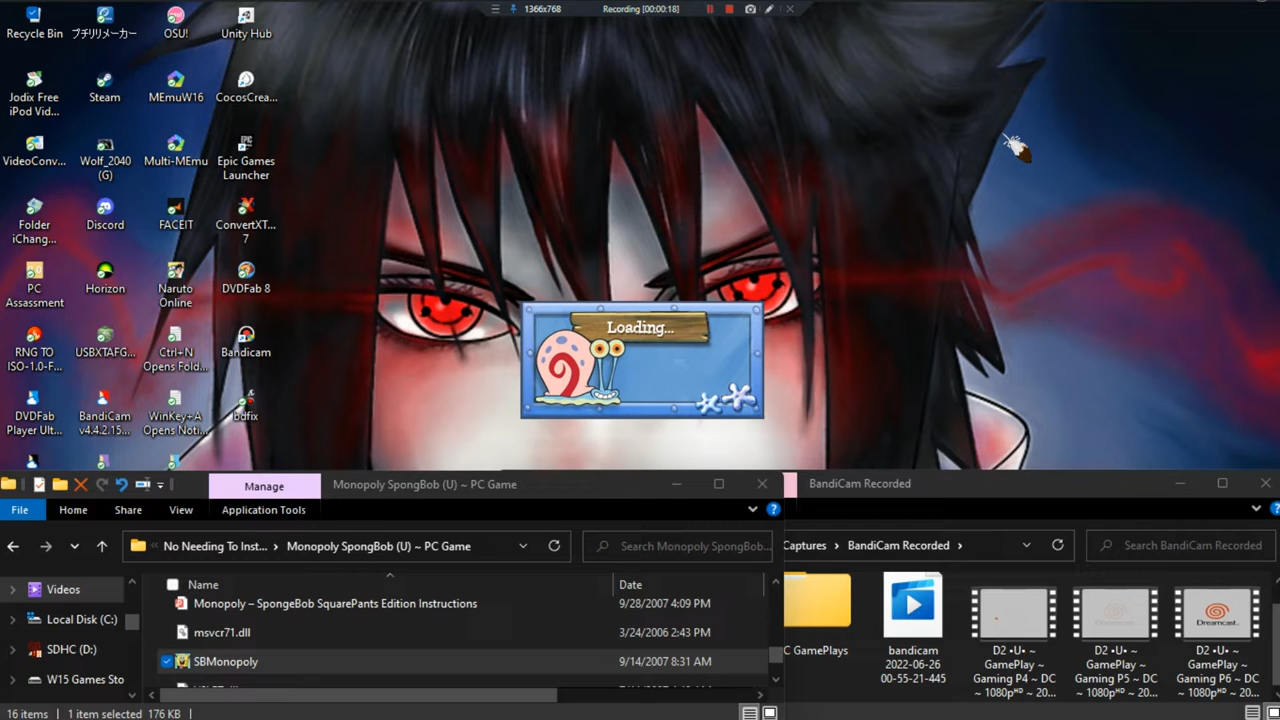 1366x768
Recording [00:00:18]
Recycle Bin
プチリリメーカー
OSU!
Unity Hub
Jodix Free
iPod Vid...
Steam
MEmuW16
CocosCrea...
VideoConv...
Wolf_2040
(G)
Multi-MEmu
Epic Games
Launcher
Folder
iChang...
Discord
FACEIT
ConvertXT...
7
PC
Assassment
Horizon
Naruto
Online
DVDFab 8
RNG TO
ISO-1.0-F...
USBXTAFG...
Ctrl+N
Opens Fold...
Bandicam
DVDFab
Player Ult...
BandiCam
v4.4.2.15...
WinKey+A
Opens Noti...
bdfix
Loading...
Manage
Monopoly SpongBob (U) ~ PC Game
File
Home
Share
View
Application Tools
No Needing To Inst...
Monopoly SpongBob (U) ~ PC Game
Search Monopoly SpongBob...
Name
Date
Videos
Local Disk (C:)
SDHC (D:)
W15 Games Sto
Monopoly – SpongeBob SquarePants Edition Instructions
9/28/2007 4:09 PM
msvcr71.dll
3/24/2006 2:43 PM
SBMonopoly
9/14/2007 8:31 AM
16 items
1 item selected 176 KB
BandiCam Recorded
Captures
BandiCam Recorded
Search BandiCam Recorded
C GamePlays
bandicam
2022-06-26
00-55-21-445
D2 •U• ~
GamePlay ~
Gaming P4 ~ DC
~ 1080pᴴᴰ ~ 20...
D2 •U• ~
GamePlay ~
Gaming P5 ~ DC
~ 1080pᴴᴰ ~ 20...
Dreamcast
D2 •U• ~
GamePlay ~
Gaming P6 ~ DC
~ 1080pᴴᴰ ~ 20...